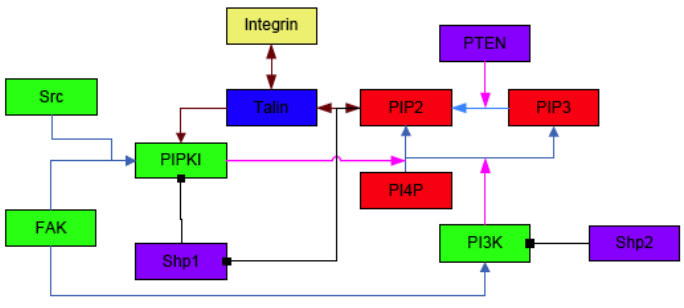 Integrin
PTEN
Src
Talin
PIP2
PIP3
PIPKI
PI4P
FAK
Shp1
PI3K
Shp2